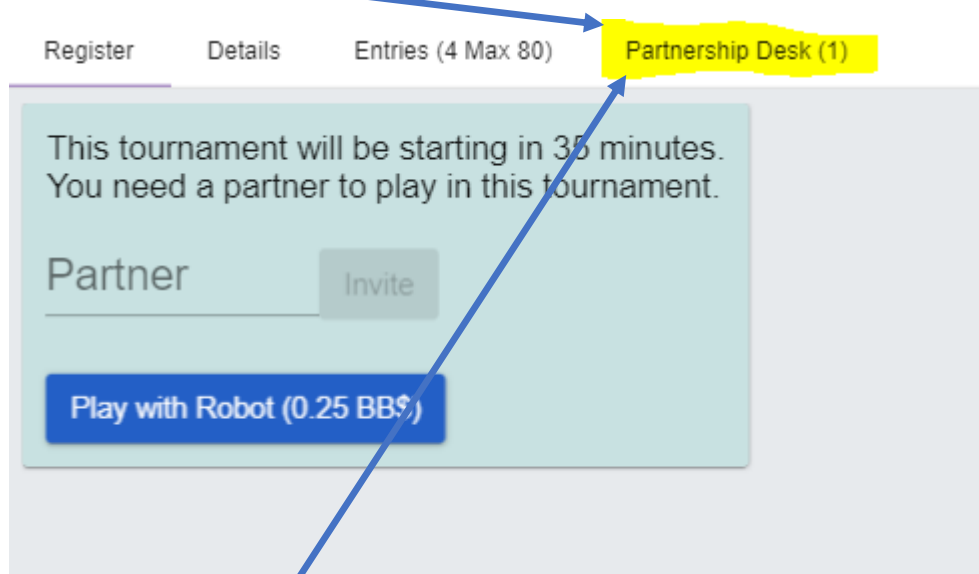 Register Details Entries (4 Max 80) Partnership Desk (1)
This tournament will be starting in 35 minutes.
You need a partner to play in this tournament.
Partner Invite
Play with Robot (0.25 BB$)